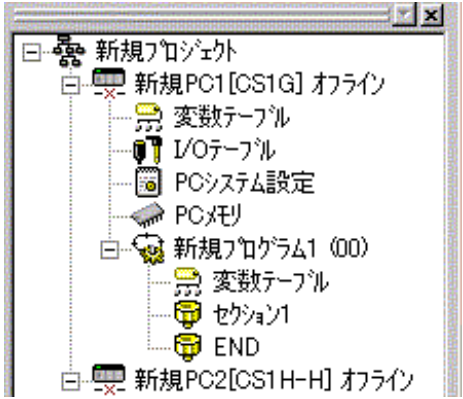 新規ﾌﾟﾛｼﾞｪｸﾄ
新規PC1[CS1G] ｵﾌﾗｲﾝ
変数ﾃｰﾌﾞﾙ
I/Oﾃｰﾌﾞﾙ
PCｼｽﾃﾑ設定
PCﾒﾓﾘ
新規ﾌﾟﾛｸﾞﾗﾑ1 (00)
変数ﾃｰﾌﾞﾙ
ｾｸｼｮﾝ1
END
新規PC2[CS1H-H] ｵﾌﾗｲﾝ